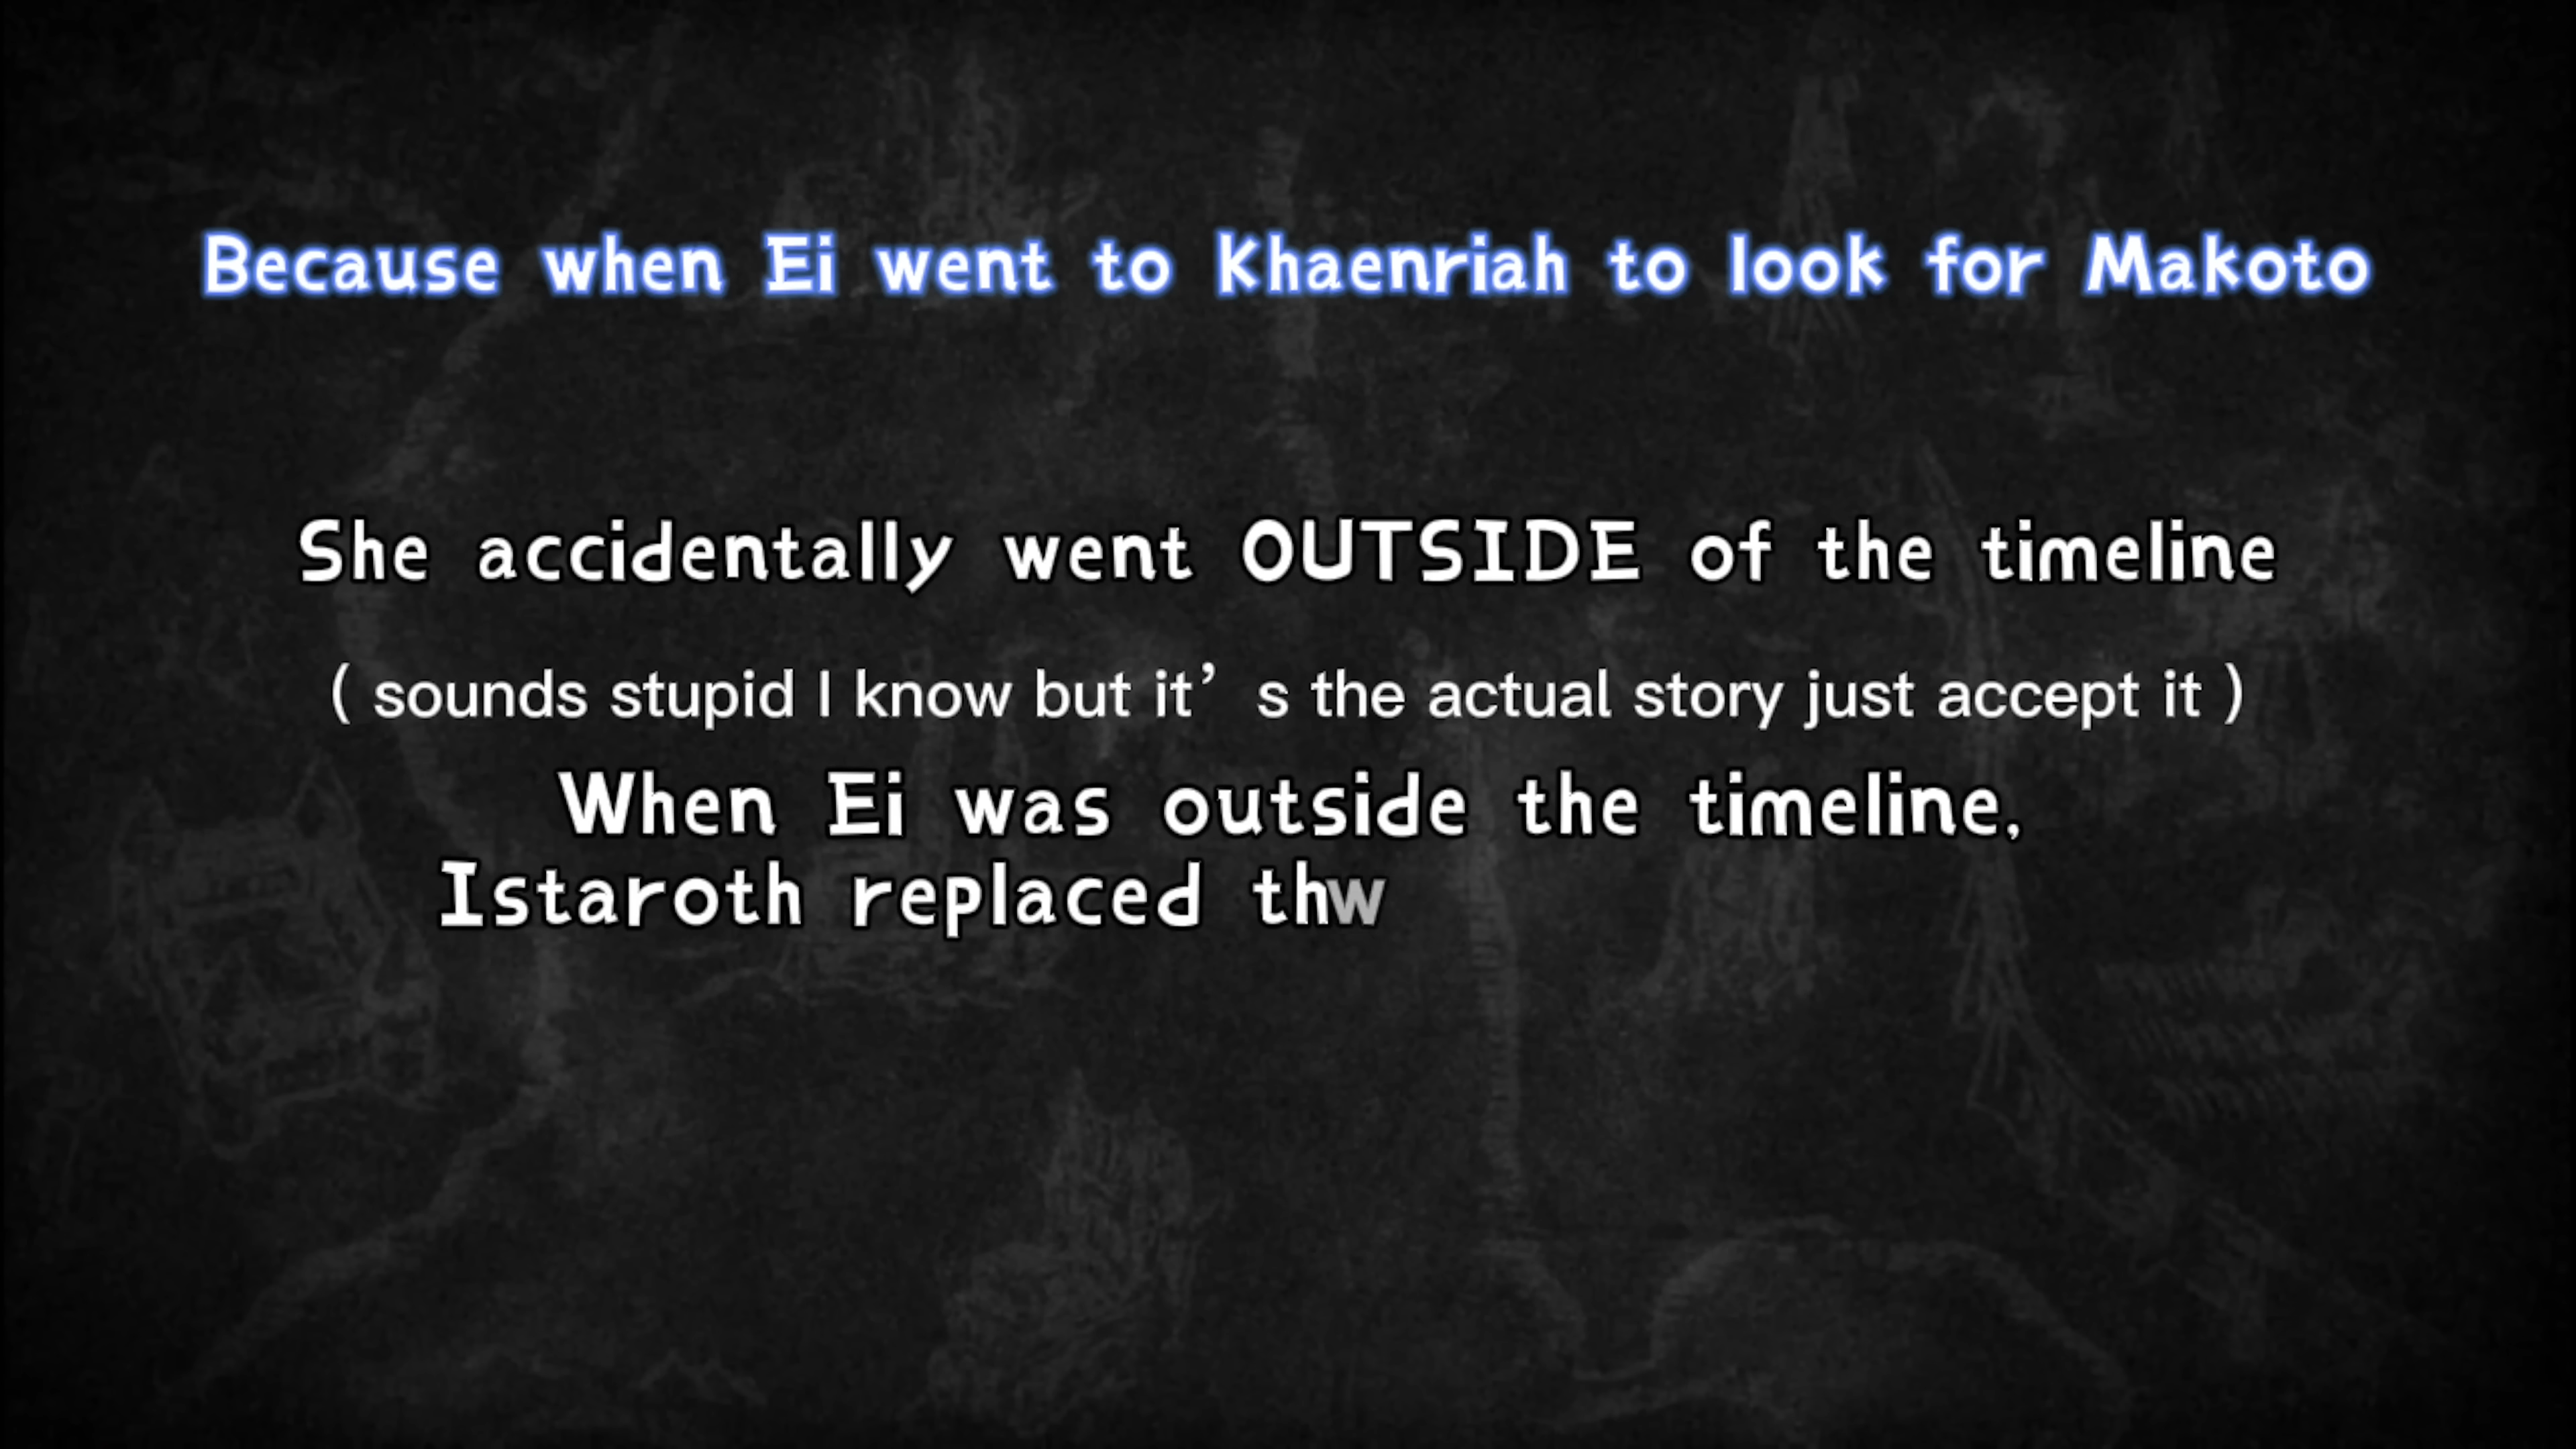 Because when Ei went to Khaenriah to look for Makoto
She accidentally went OUTSIDE of the timeline
( sounds stupid I know but it’ s the actual story just accept it )
When Ei was outside the timeline,
Istaroth replaced thw